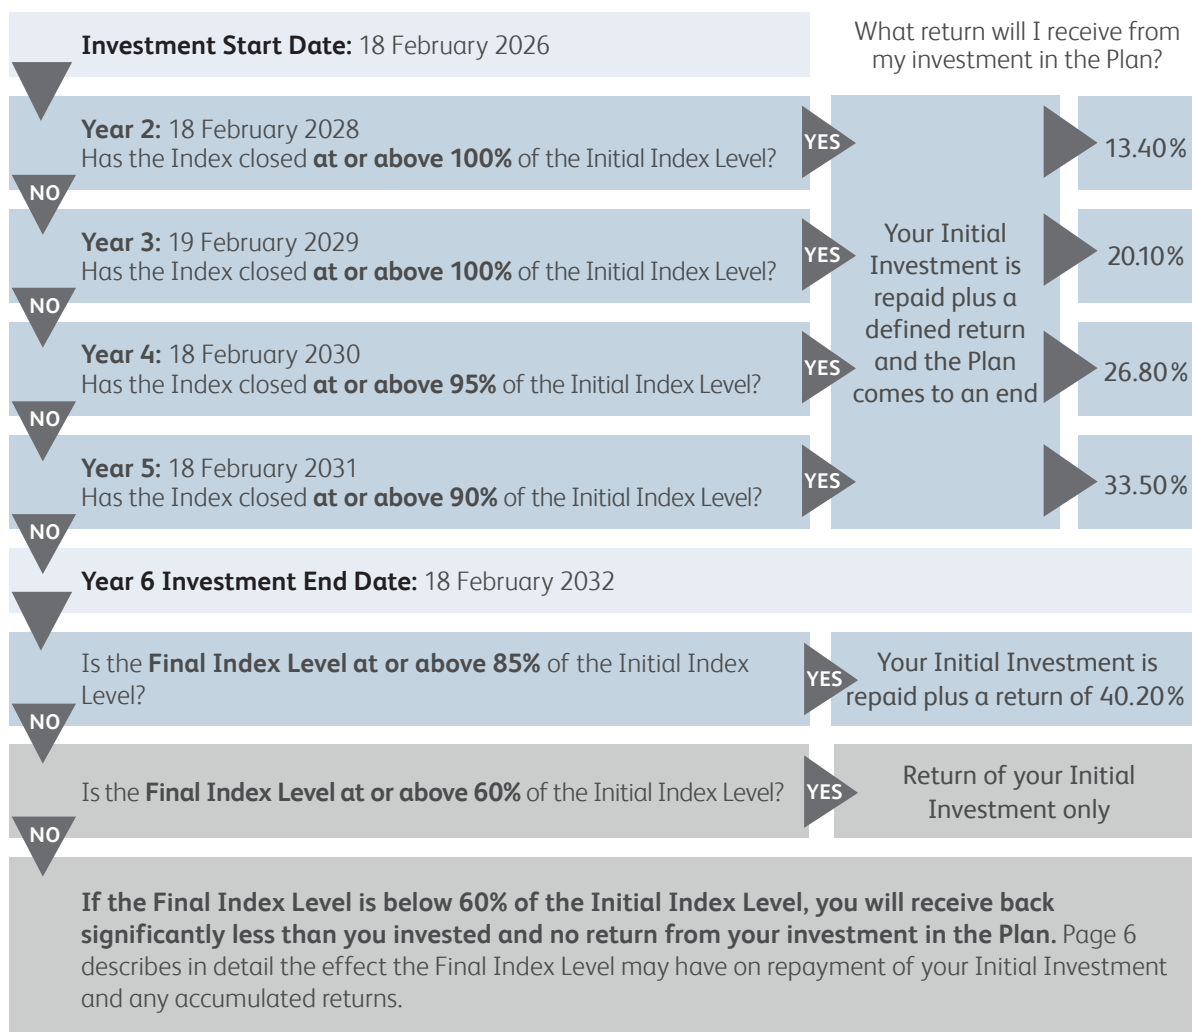 Investment Start Date: 18 February 2026
What return will I receive from
my investment in the Plan?
Year 2: 18 February 2028
Has the Index closed at or above 100% of the Initial Index Level?
YES
13.40%
NO
Year 3: 19 February 2029
Has the Index closed at or above 100% of the Initial Index Level?
YES
20.10%
NO
Year 4: 18 February 2030
Has the Index closed at or above 95% of the Initial Index Level?
YES
26.80%
NO
Year 5: 18 February 2031
Has the Index closed at or above 90% of the Initial Index Level?
YES
33.50%
NO
Your Initial
Investment is
repaid plus a
defined return
and the Plan
comes to an end
Year 6 Investment End Date: 18 February 2032
Is the Final Index Level at or above 85% of the Initial Index
Level?
YES
Your Initial Investment is
repaid plus a return of 40.20%
NO
Is the Final Index Level at or above 60% of the Initial Index Level?
YES
Return of your Initial
Investment only
NO
If the Final Index Level is below 60% of the Initial Index Level, you will receive back
significantly less than you invested and no return from your investment in the Plan. Page 6
describes in detail the effect the Final Index Level may have on repayment of your Initial Investment
and any accumulated returns.